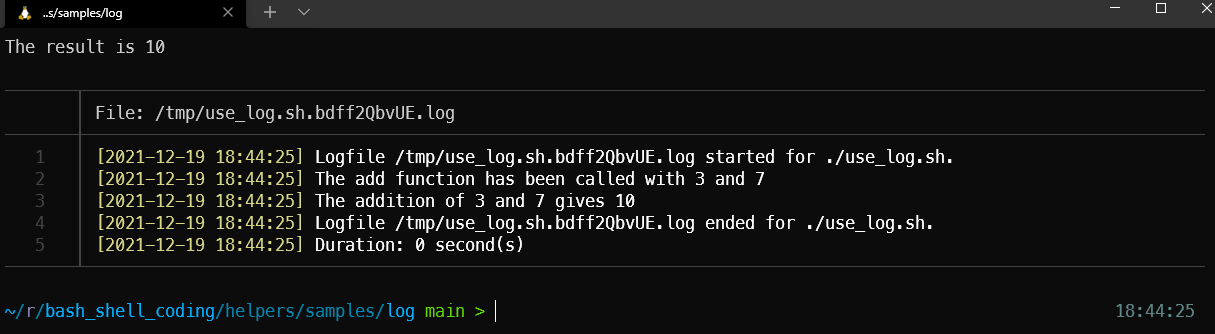 ..s/samples/log
The result is 10
File: /tmp/use_log.sh.bdff2QbvUE.log
1 [2021-12-19 18:44:25] Logfile /tmp/use_log.sh.bdff2QbvUE.log started for ./use_log.sh.
2 [2021-12-19 18:44:25] The add function has been called with 3 and 7
3 [2021-12-19 18:44:25] The addition of 3 and 7 gives 10
4 [2021-12-19 18:44:25] Logfile /tmp/use_log.sh.bdff2QbvUE.log ended for ./use_log.sh.
5 [2021-12-19 18:44:25] Duration: 0 second(s)
~/r/bash_shell_coding/helpers/samples/log main > 18:44:25